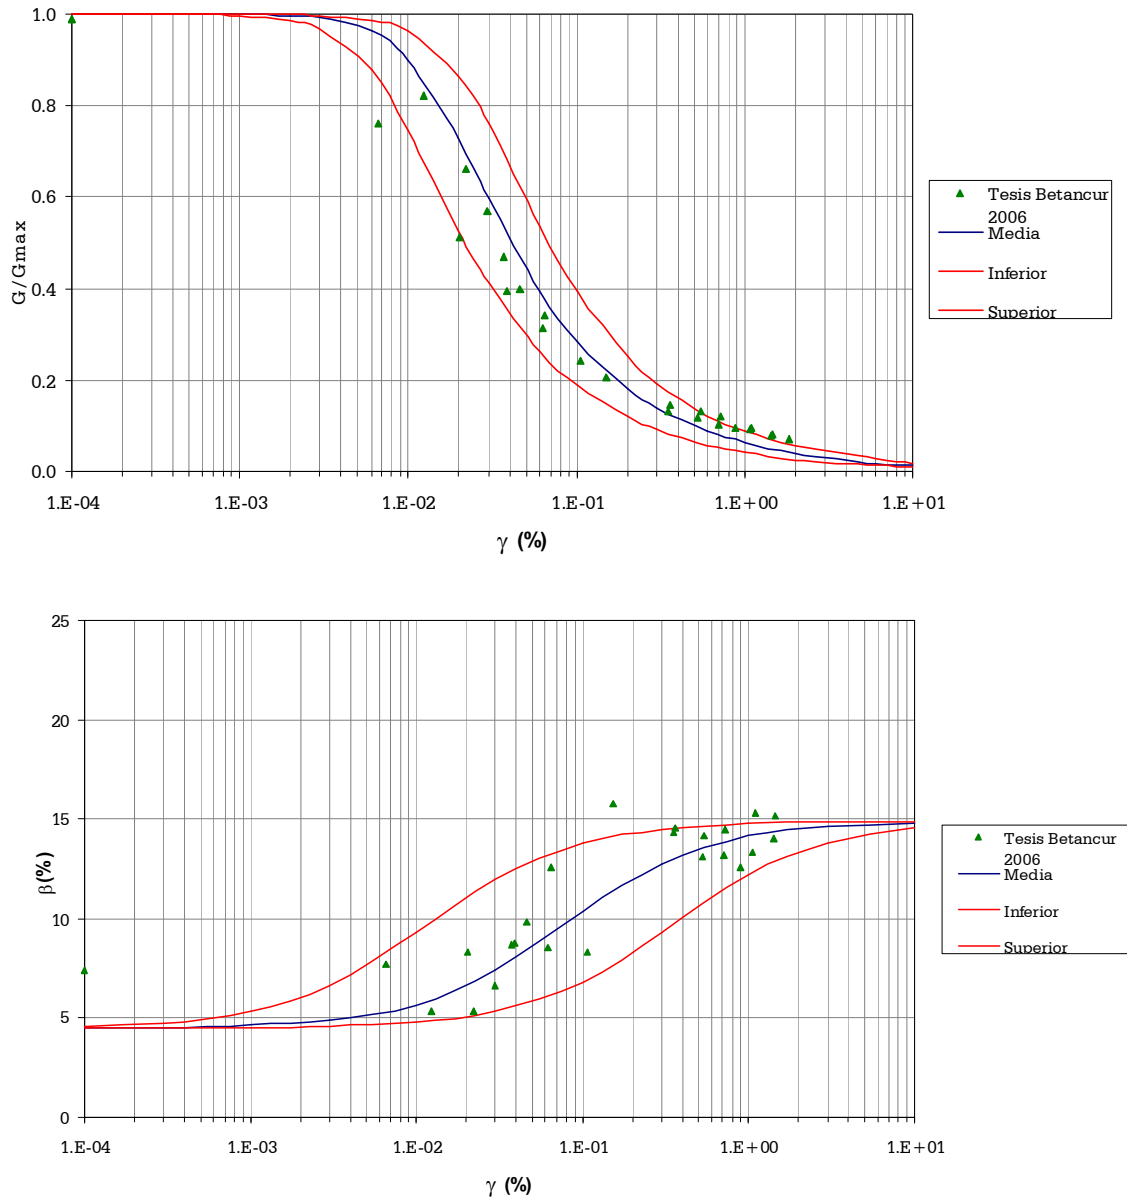 1.0
0.8
0.6
0.4
0.2
0.0
G/Gmax
1.E-04
1.E-03
1.E-02
1.E-01
1.E+00
1.E+01
γ (%)
Tesis Betancur
2006
Media
Inferior
Superior
25
20
15
10
5
0
β(%)
1.E-04
1.E-03
1.E-02
1.E-01
1.E+00
1.E+01
γ (%)
Tesis Betancur
2006
Media
Inferior
Superior